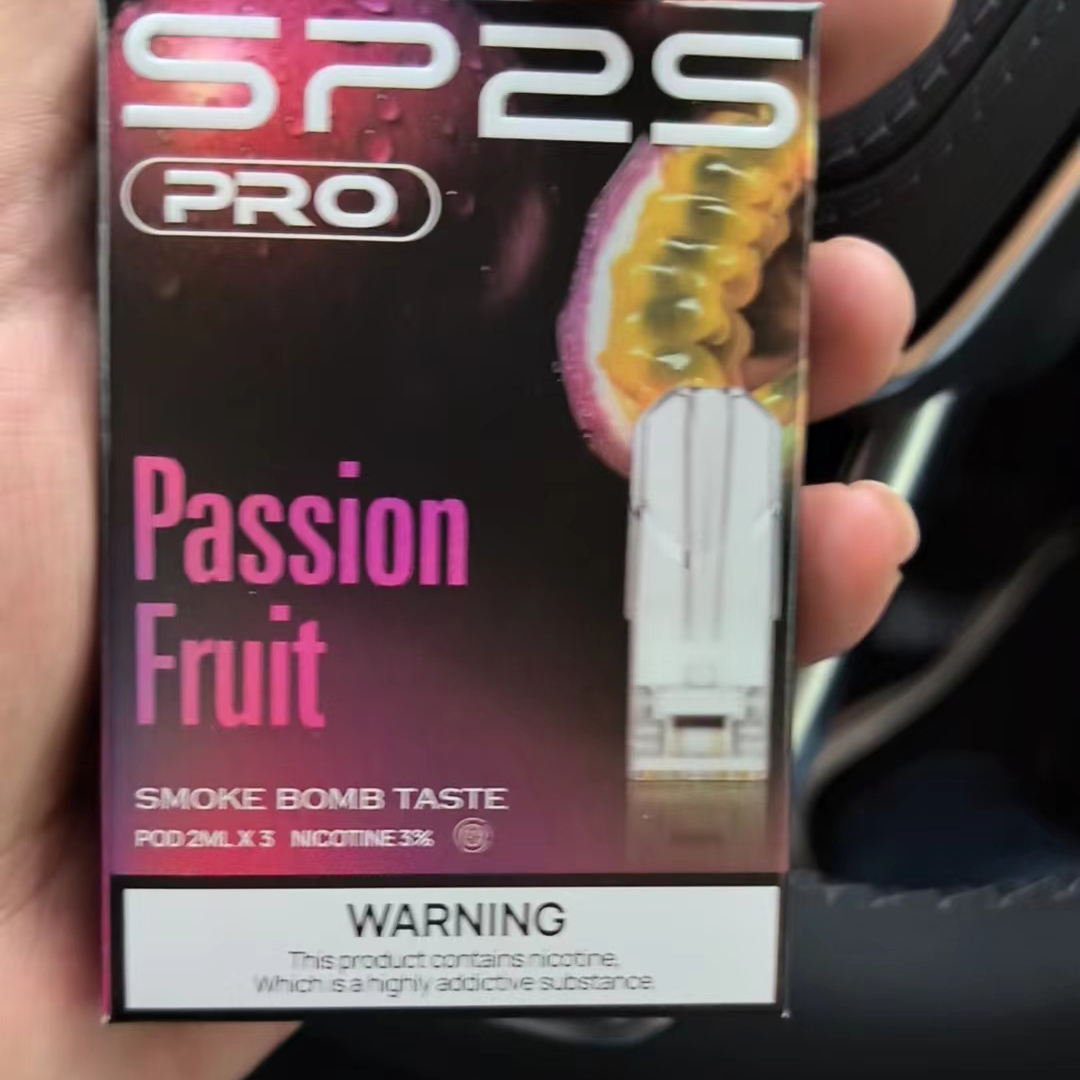 SP2S
PRO
Passion
Fruit
SMOKE BOMB TASTE
POD 2ML X 3 NICOTINE 3%
WARNING
This product contains nicotine.
Which is a highly addictive substance.